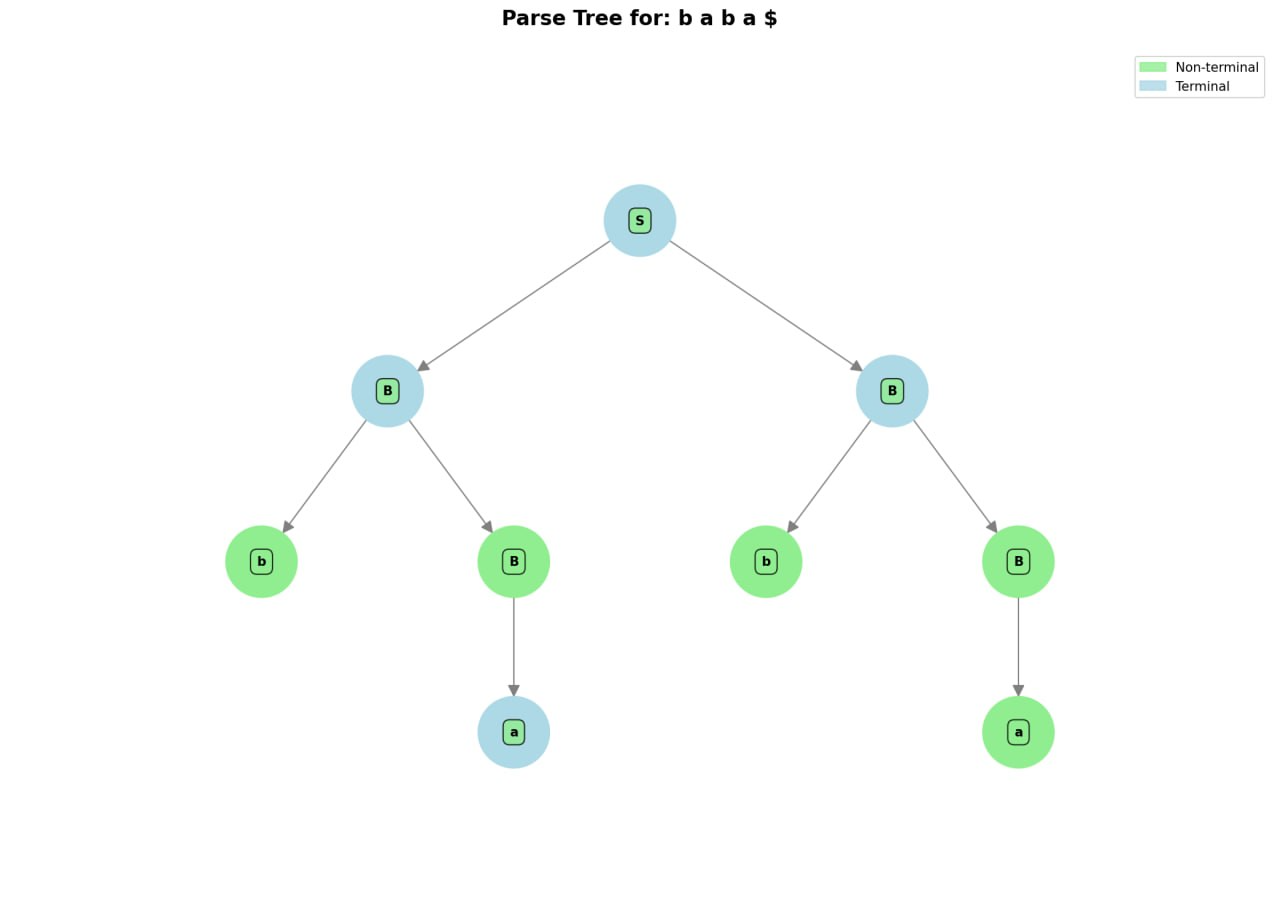 Parse Tree for: b a b a $
Non-terminal
Terminal
S
B B
b B b B
a a